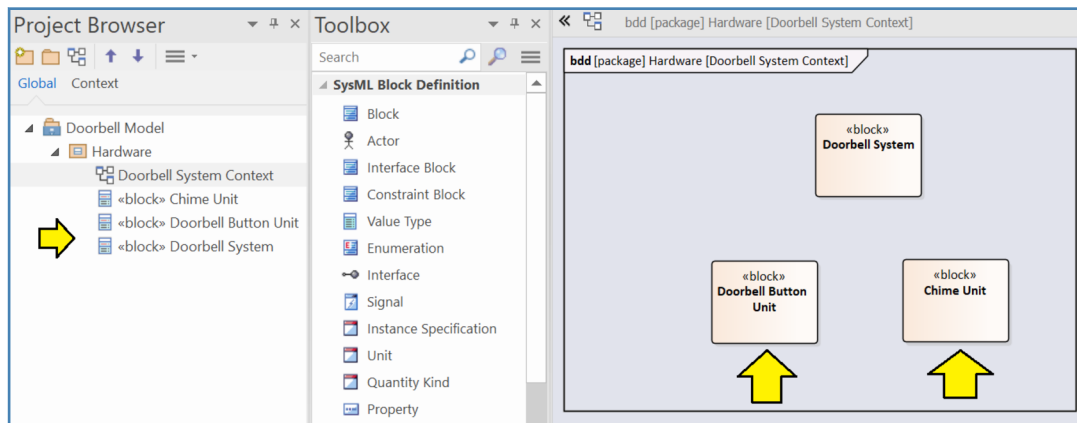 Project Browser
Global Context
Doorbell Model
Hardware
Doorbell System Context
«block» Chime Unit
«block» Doorbell Button Unit
«block» Doorbell System
Toolbox
Search
SysML Block Definition
Block
Actor
Interface Block
Constraint Block
Value Type
Enumeration
Interface
Signal
Instance Specification
Unit
Quantity Kind
Property
bdd [package] Hardware [Doorbell System Context]
bdd [package] Hardware [Doorbell System Context]
«block»
Doorbell System
«block»
Doorbell Button
Unit
«block»
Chime Unit